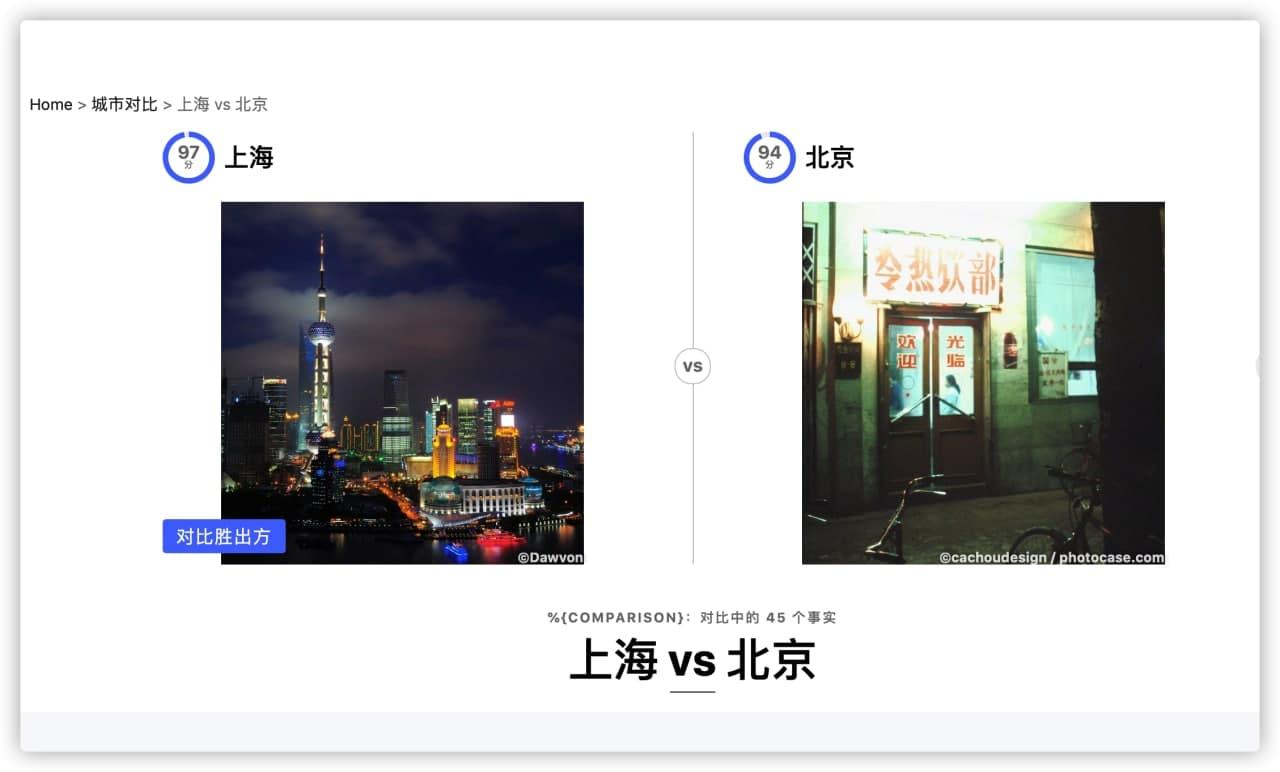 Home > 城市对比 > 上海 vs 北京
97
分
上海
94
分
北京
冷热饮部
欢迎
光临
vs
对比胜出方
©Dawvon
©cachoudesign / photocase.com
%{COMPARISON}: 对比中的 45 个事实
上海 vs 北京